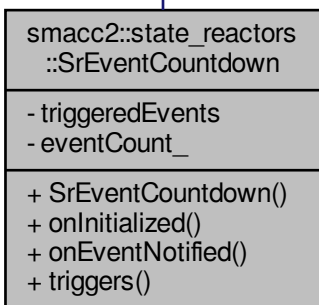 smacc2::state_reactors
::SrEventCountdown
- triggeredEvents
- eventCount_
+ SrEventCountdown()
+ onInitialized()
+ onEventNotified()
+ triggers()